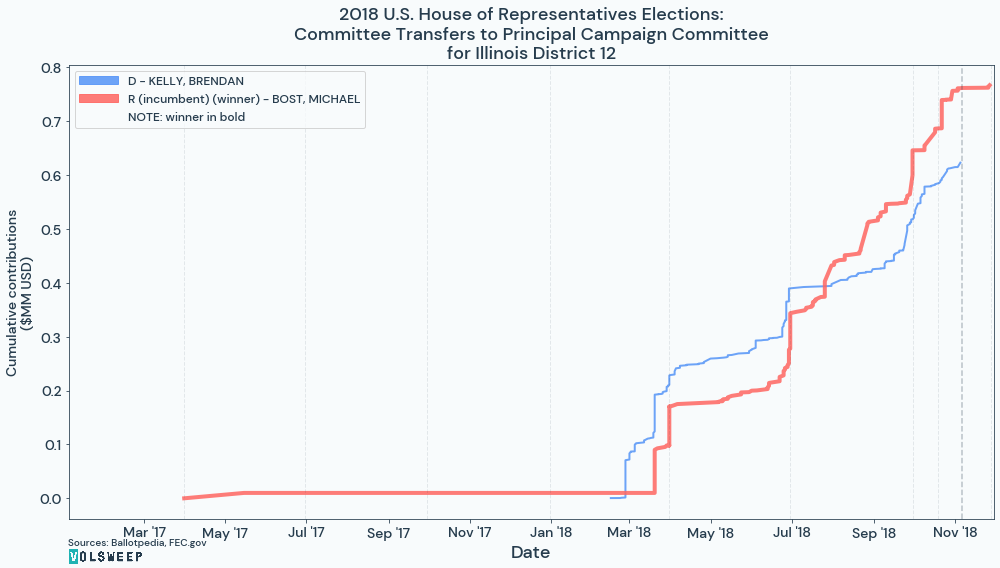 2018 U.S. House of Representatives Elections:
Committee Transfers to Principal Campaign Committee
for Illinois District 12
D – KELLY, BRENDAN
R (incumbent) (winner) – BOST, MICHAEL
NOTE: winner in bold
Cumulative contributions
($MM USD)
0.8
0.7
0.6
0.5
0.4
0.3
0.2
0.1
0.0
Mar '17
May '17
Jun '17
Sep '17
Nov '17
Jan '18
Mar '18
May '18
Jul '18
Sep '18
Nov '18
Date
Sources: Ballotpedia, FEC.gov
VOLSWEEP